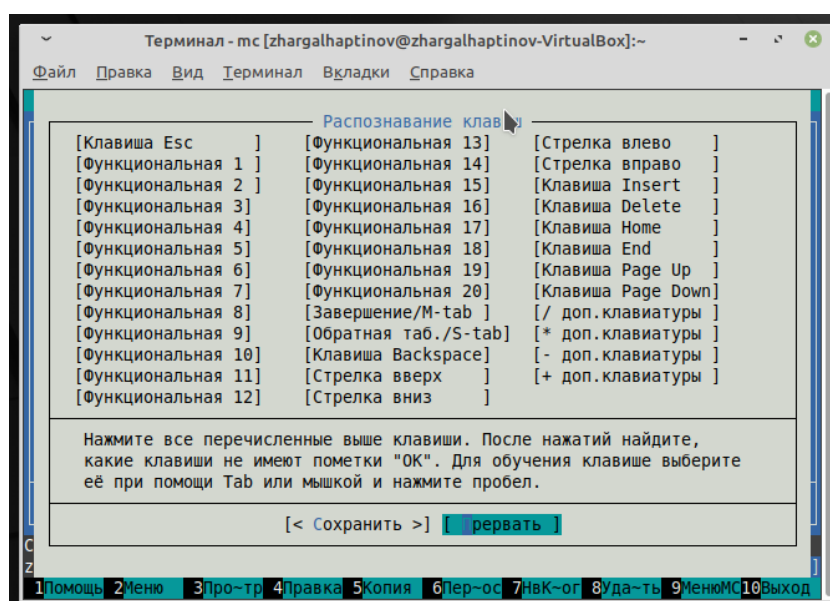 Терминал - mc [zhargalhaptinov@zhargalhaptinov-VirtualBox]:~
Файл Правка Вид Терминал Вкладки Справка
Распознавание
[Клавиша Esc ] [Функциональная 13] [Стрелка влево ]
[Функциональная 1 ] [Функциональная 14] [Стрелка вправо ]
[Функциональная 2 ] [Функциональная 15] [Клавиша Insert ]
[Функциональная 3] [Функциональная 16] [Клавиша Delete ]
[Функциональная 4] [Функциональная 17] [Клавиша Home ]
[Функциональная 5] [Функциональная 18] [Клавиша End ]
[Функциональная 6] [Функциональная 19] [Клавиша Page Up ]
[Функциональная 7] [Функциональная 20] [Клавиша Page Down]
[Функциональная 8] [Завершение/M-tab ] [/ доп.клавиатуры ]
[Функциональная 9] [Обратная таб./S-tab] [* доп.клавиатуры ]
[Функциональная 10] [Клавиша Backspace] [- доп.клавиатуры ]
[Функциональная 11] [Стрелка вверх ] [+ доп.клавиатуры ]
[Функциональная 12] [Стрелка вниз ]
Нажмите все перечисленные выше клавиши. После нажатий найдите,
какие клавиши не имеют пометки "OK". Для обучения клавише выберите
её при помощи Tab или мышкой и нажмите пробел.
[< Сохранить >] [ Прервать ]
1Помощь 2Меню 3Про~тр 4Правка 5Копия 6Пер~ос 7НвК~ог 8Уда~ть 9МенюMC 10Выход